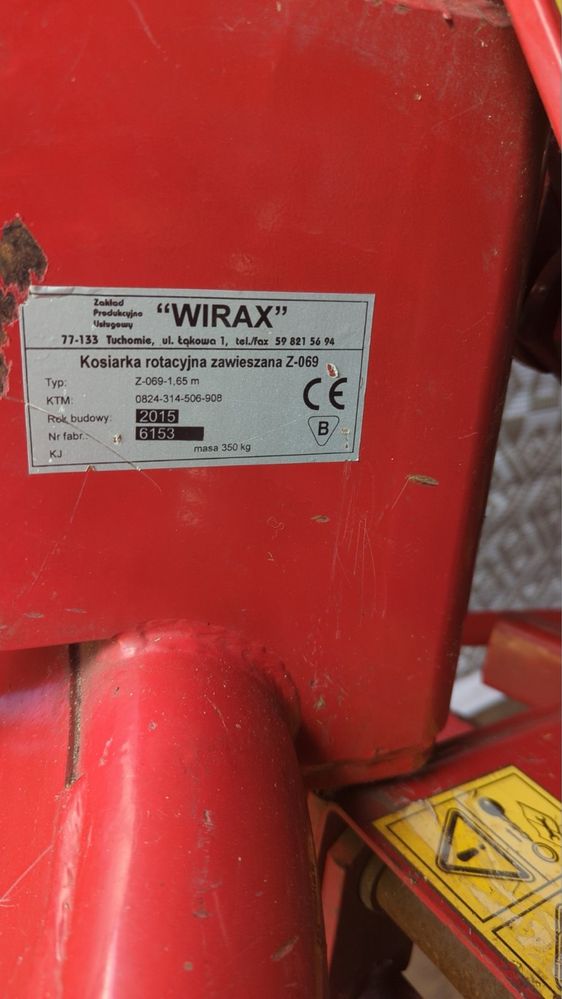 Zakład
Produkcyjno
Usługowy
"WIRAX"
77-133 Tuchomie, ul. Łąkowa 1, tel./fax 59 821 56 94
Kosiarka rotacyjna zawieszana Z-069
Typ: Z-069-1,65 m
KTM: 0824-314-506-908
Rok budowy: 2015
Nr fabr.: 6153
KJ masa 350 kg
CE
B